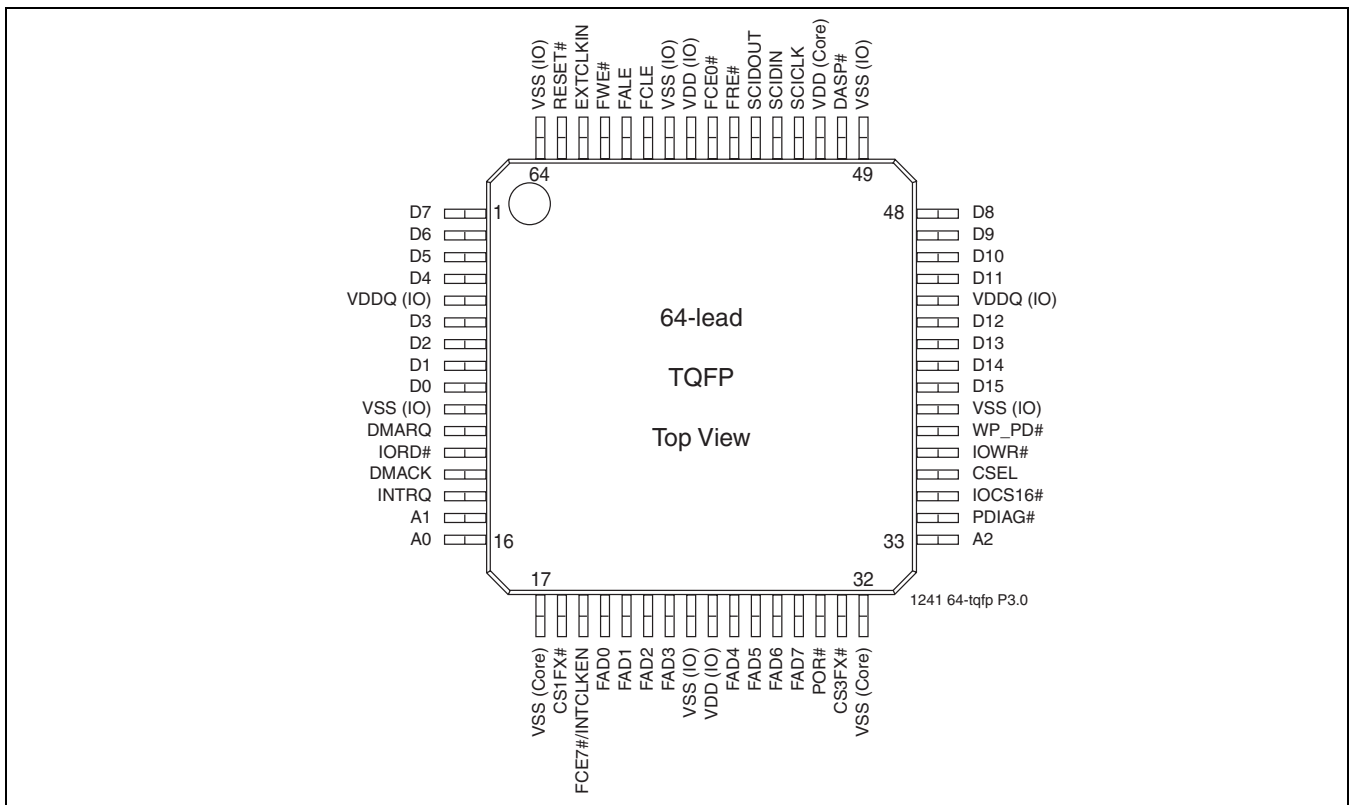 VSS (IO)
RESET#
EXTCLKIN
FWE#
FALE
FCLE
VSS (IO)
VDD (IO)
FCE0#
FRE#
SCIDOUT
SCIDIN
SCICLK
VDD (Core)
DASP#
VSS (IO)
64
49
D7
1
48
D8
D6
D9
D5
D10
D4
D11
VDDQ (IO)
VDDQ (IO)
D3
D12
D2
D13
D1
D14
D0
D15
VSS (IO)
VSS (IO)
DMARQ
WP_PD#
IORD#
IOWR#
DMACK
CSEL
INTRQ
IOCS16#
A1
PDIAG#
A0
16
33
A2
64-lead
TQFP
Top View
17
32
1241 64-tqfp P3.0
VSS (Core)
CS1FX#
FCE7#/INTCLKEN
FAD0
FAD1
FAD2
FAD3
VSS (IO)
VDD (IO)
FAD4
FAD5
FAD6
FAD7
POR#
CS3FX#
VSS (Core)